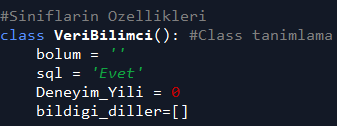 #Siniflarin Ozellikleri
class VeriBilimci(): #Class tanimlama
    bolum = ''
    sql = 'Evet'
    Deneyim_Yili = 0
    bildigi_diller=[]